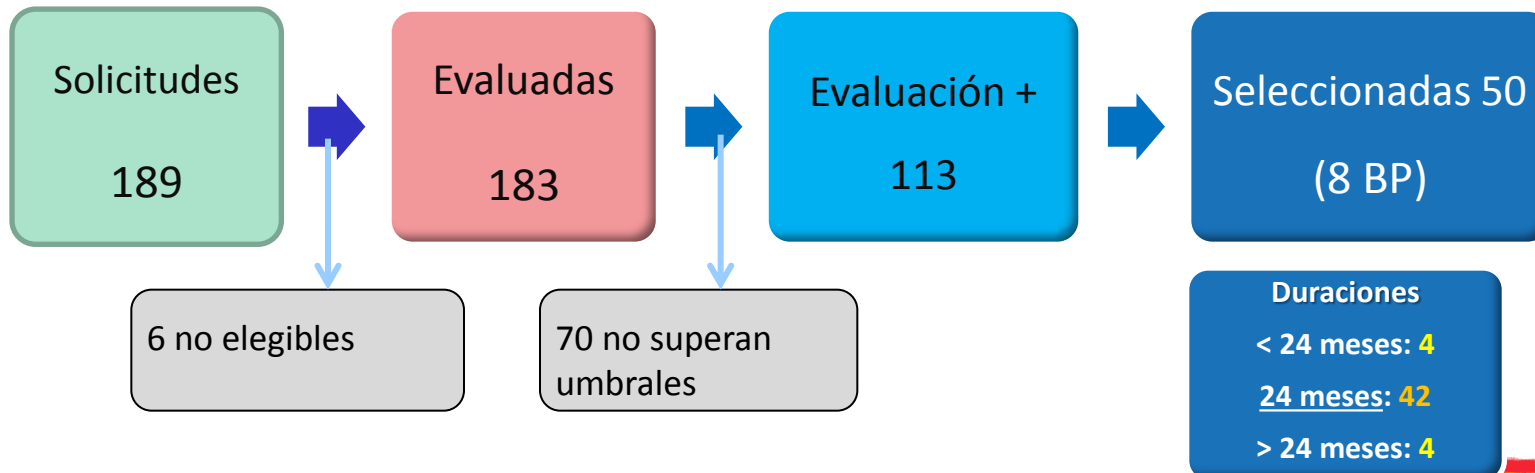 Solicitudes
189
Evaluadas
183
Evaluación +
113
Seleccionadas 50
(8 BP)
6 no elegibles
70 no superan
umbrales
Duraciones
< 24 meses: 4
24 meses: 42
> 24 meses: 4